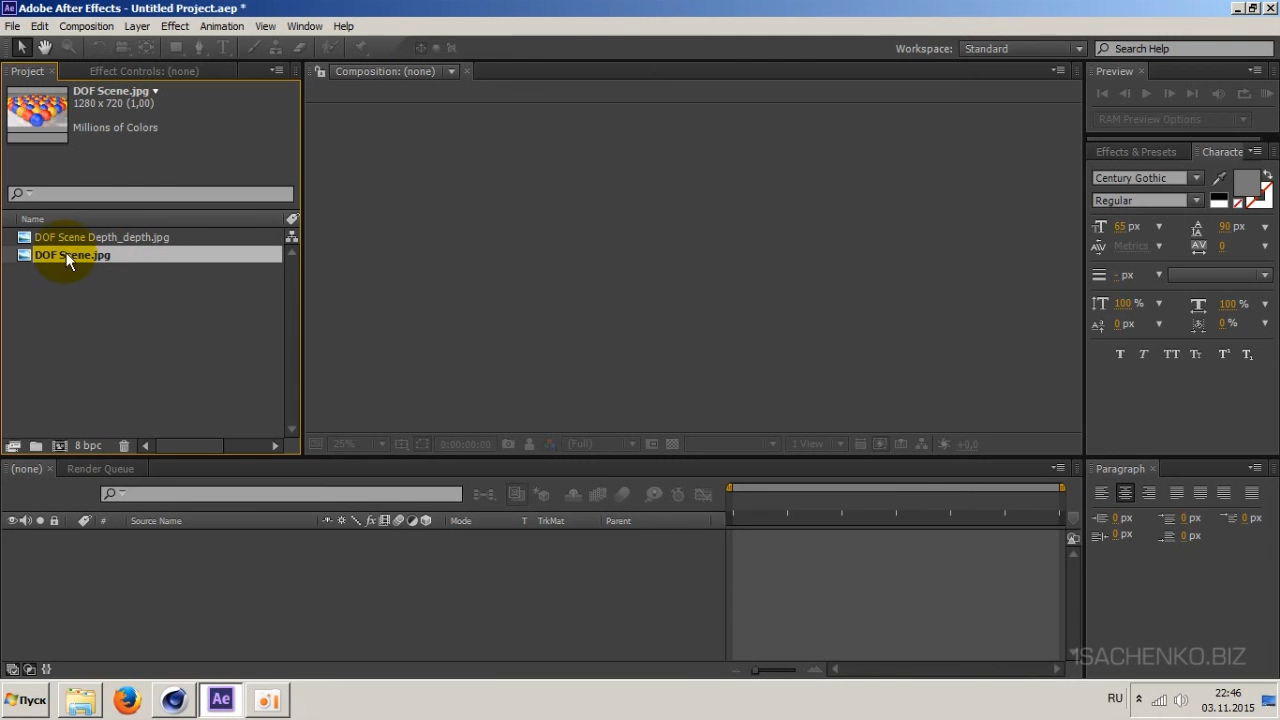 Adobe After Effects - Untitled Project.aep *
File Edit Composition Layer Effect Animation View Window Help
Workspace: Standard Search Help
Project × Effect Controls: (none) Composition: (none) × Preview ×
DOF Scene.jpg
1280 x 720 (1,00)
Millions of Colors
RAM Preview Options
Effects & Presets Characte
Century Gothic
Regular
Name
65 px 90 px
DOF Scene Depth_depth.jpg
Metrics 0
DOF Scene.jpg
- px
100 % 100 %
0 px 0 %
T T TT Tт T¹ T₁
8 bpc 25% 0:00:00:00 (Full) 1 View +0,0
(none) × Render Queue Paragraph ×
# Source Name Mode T TrkMat Parent
0 px 0 px 0 px
0 px 0 px
ISACHENKO.BIZ
Пуск Ae RU 22:46
03.11.2015